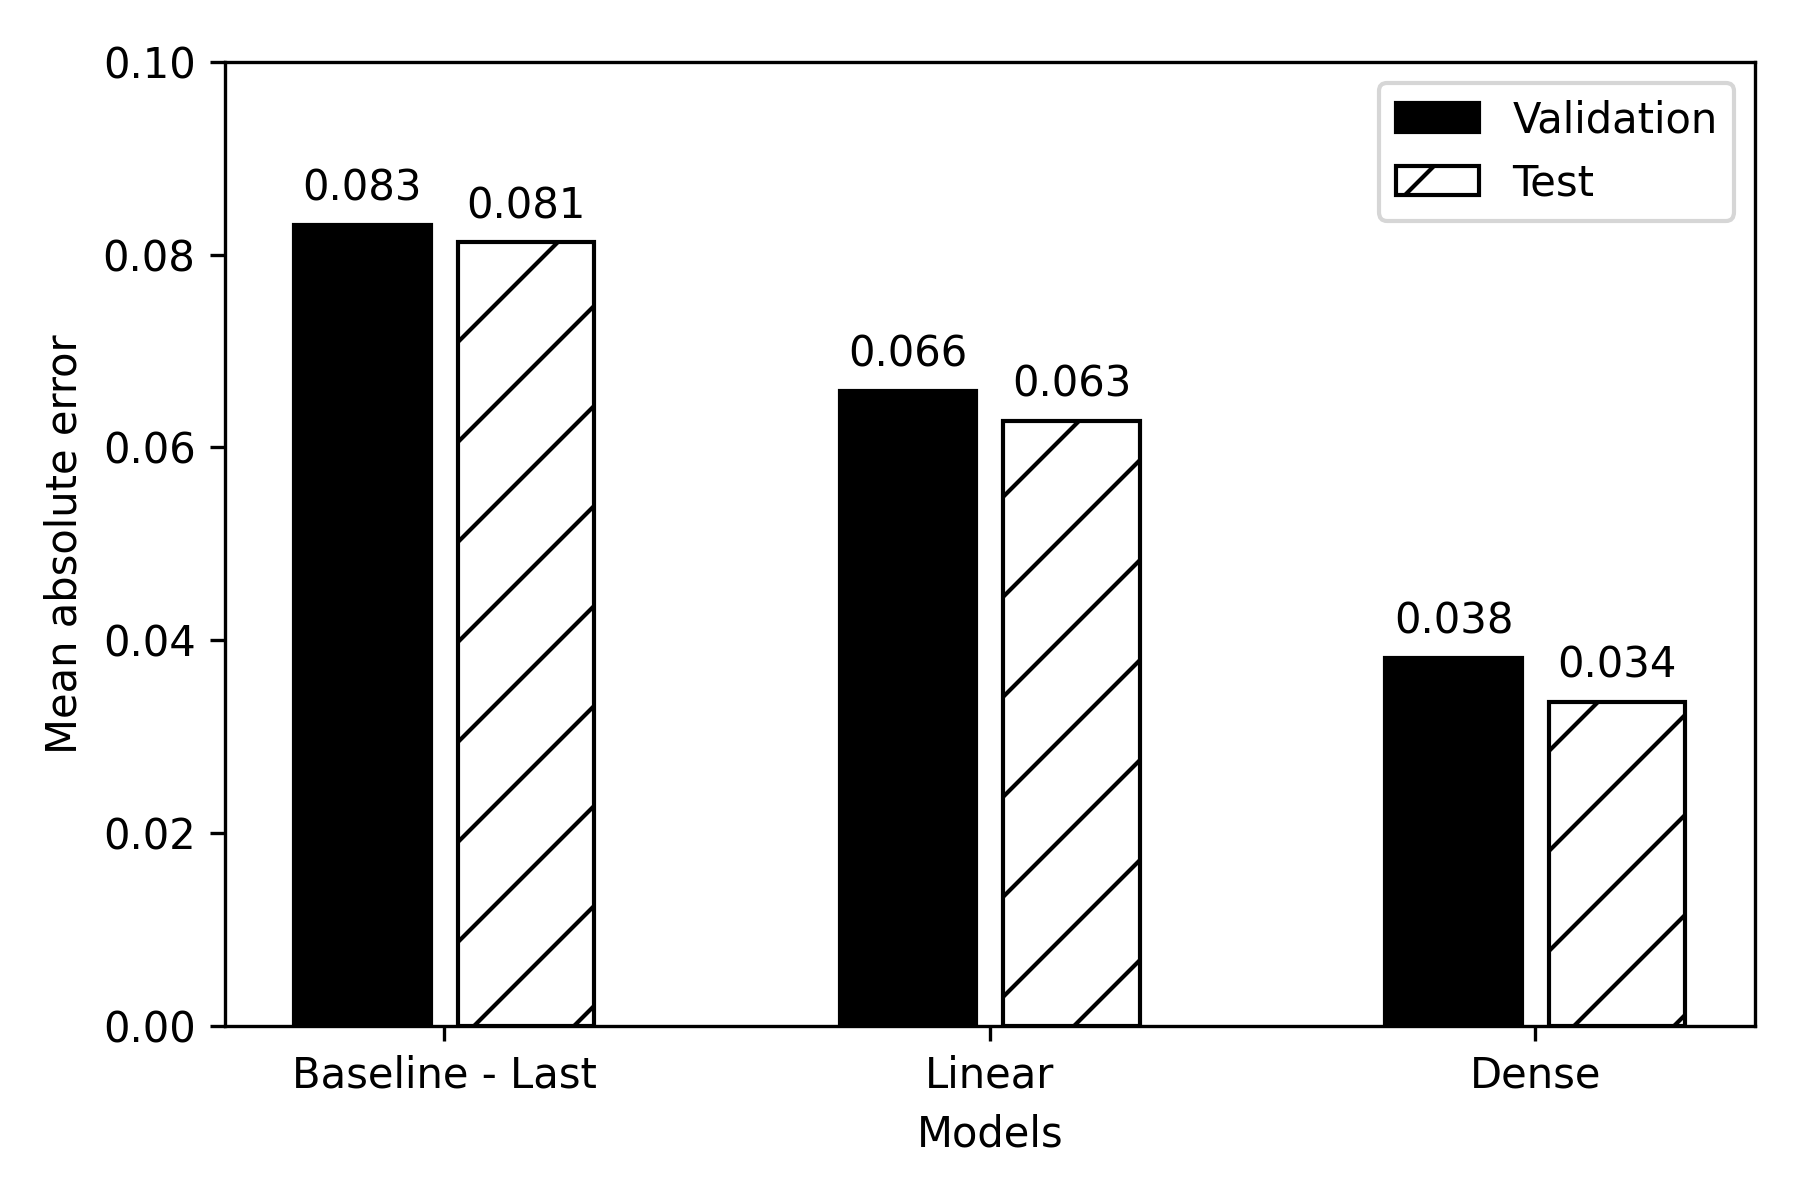 0.10
0.08
0.06
0.04
0.02
0.00
Mean absolute error
0.083
0.081
0.066
0.063
0.038
0.034
Validation
Test
Baseline - Last
Linear
Dense
Models